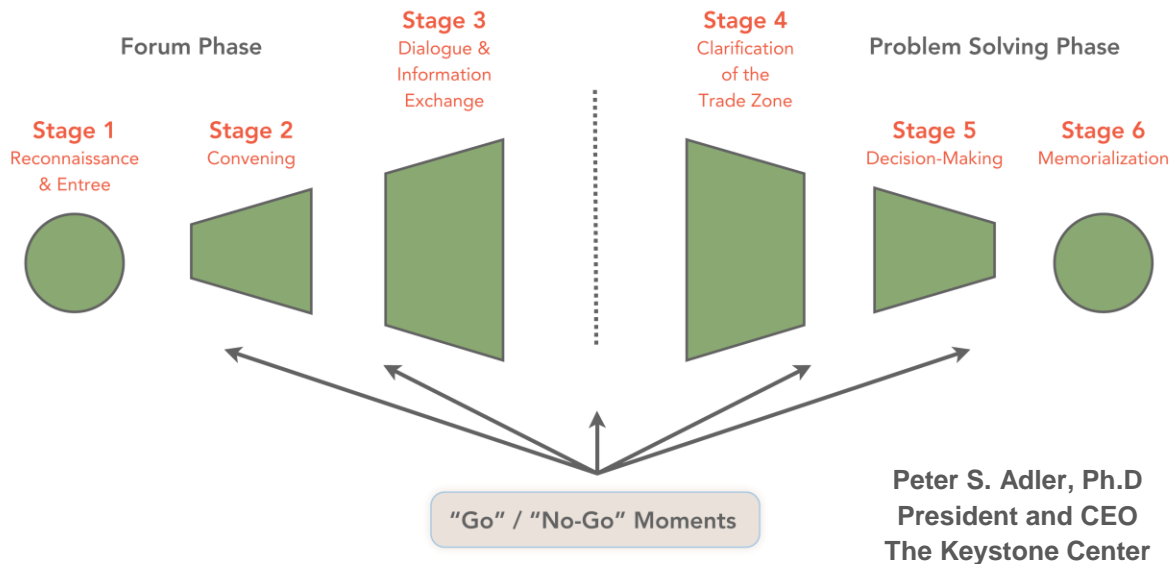 Forum Phase
Stage 3
Dialogue &
Information
Exchange
Stage 4
Clarification
of the
Trade Zone
Problem Solving Phase
Stage 1
Reconnaissance
& Entree
Stage 2
Convening
Stage 5
Decision-Making
Stage 6
Memorialization
“Go” / “No-Go” Moments
Peter S. Adler, Ph.D
President and CEO
The Keystone Center